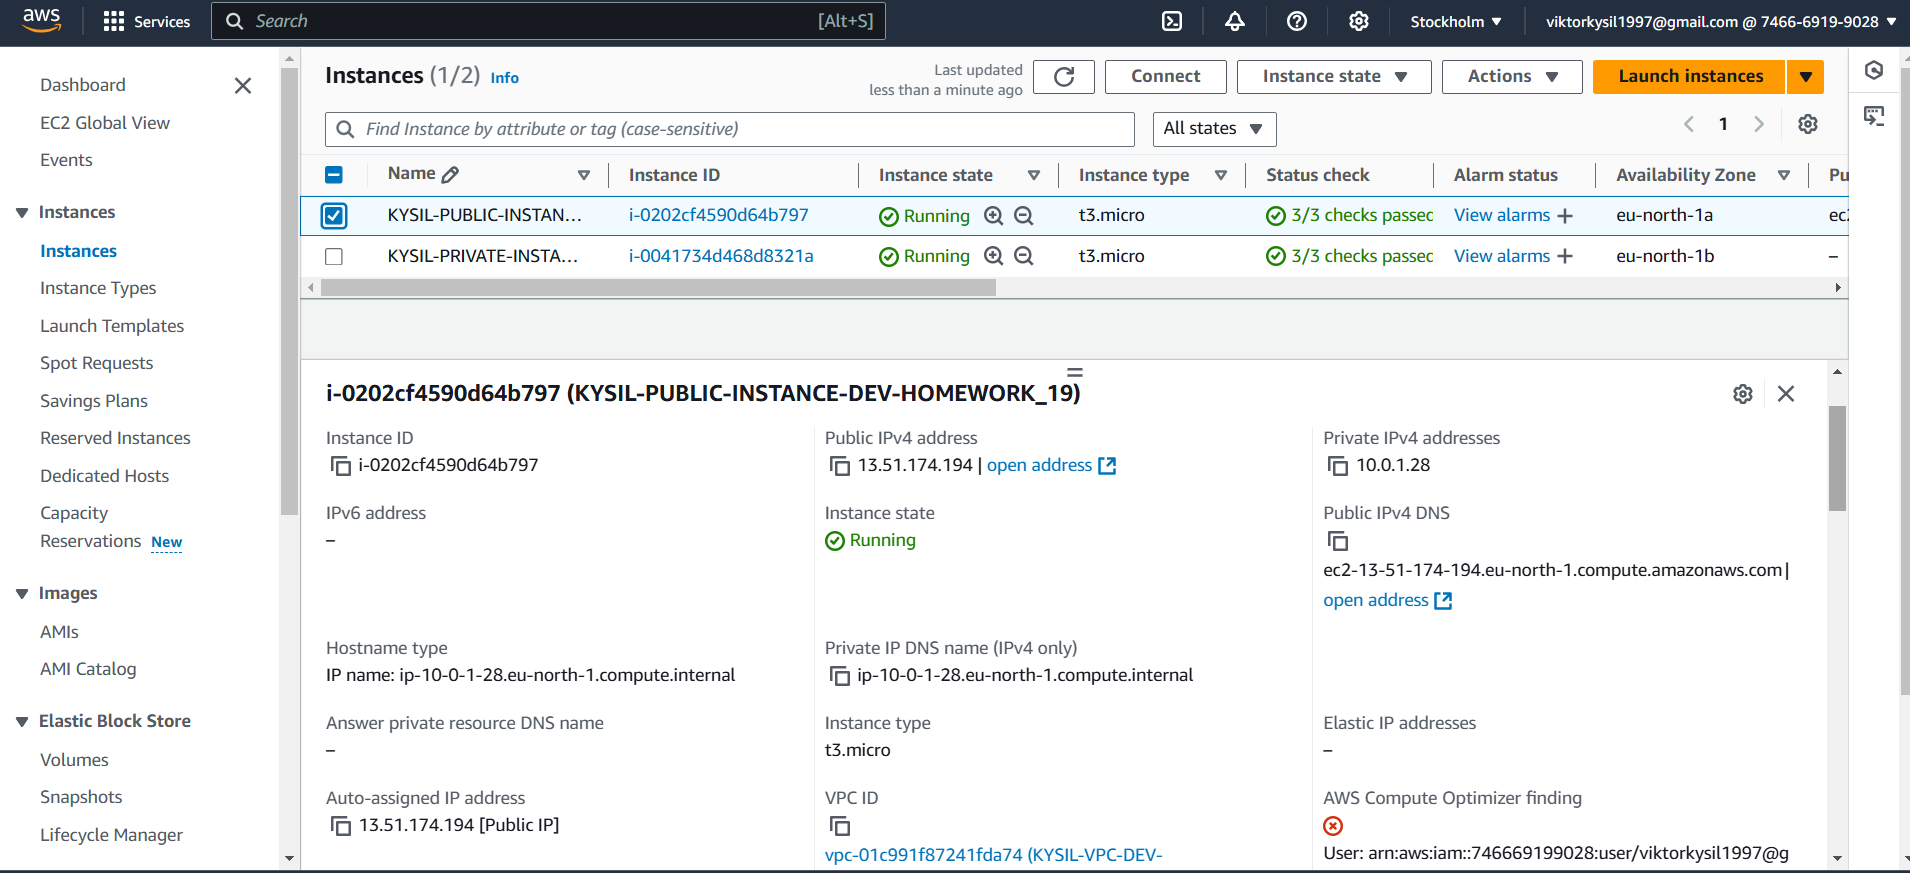 aws
Services
Search
[Alt+S]
Stockholm
viktorkysil1997@gmail.com @ 7466-6919-9028
Dashboard
EC2 Global View
Events
Instances
Instances
Instance Types
Launch Templates
Spot Requests
Savings Plans
Reserved Instances
Dedicated Hosts
Capacity
Reservations New
Images
AMIs
AMI Catalog
Elastic Block Store
Volumes
Snapshots
Lifecycle Manager
Instances (1/2) Info
Last updated
less than a minute ago
Connect
Instance state
Actions
Launch instances
Find Instance by attribute or tag (case-sensitive)
All states
1
Name Instance ID Instance state Instance type Status check Alarm status Availability Zone Pu
KYSIL-PUBLIC-INSTAN... i-0202cf4590d64b797 Running t3.micro 3/3 checks passed View alarms + eu-north-1a ec2
KYSIL-PRIVATE-INSTA... i-0041734d468d8321a Running t3.micro 3/3 checks passed View alarms + eu-north-1b –
i-0202cf4590d64b797 (KYSIL-PUBLIC-INSTANCE-DEV-HOMEWORK_19)
Instance ID
i-0202cf4590d64b797
Public IPv4 address
13.51.174.194 | open address
Private IPv4 addresses
10.0.1.28
IPv6 address
–
Instance state
Running
Public IPv4 DNS
ec2-13-51-174-194.eu-north-1.compute.amazonaws.com |
open address
Hostname type
IP name: ip-10-0-1-28.eu-north-1.compute.internal
Private IP DNS name (IPv4 only)
ip-10-0-1-28.eu-north-1.compute.internal
Answer private resource DNS name
–
Instance type
t3.micro
Elastic IP addresses
–
Auto-assigned IP address
13.51.174.194 [Public IP]
VPC ID
vpc-01c991f87241fda74 (KYSIL-VPC-DEV-
AWS Compute Optimizer finding
User: arn:aws:iam::746669199028:user/viktorkysil1997@g